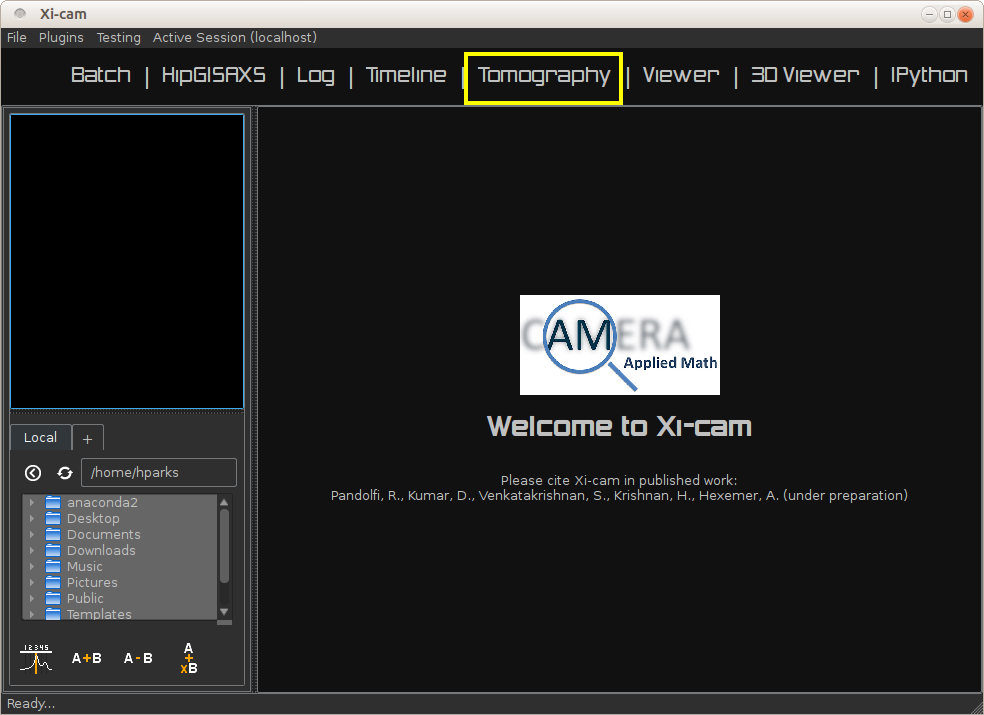 Xi-cam
File Plugins Testing Active Session (localhost)
Batch | HipGISAXS | Log | Timeline | Tomography | Viewer | 3D Viewer | IPython
CAMERA
Applied Math
Welcome to Xi-cam
Please cite Xi-cam in published work:
Pandolfi, R., Kumar, D., Venkatakrishnan, S., Krishnan, H., Hexemer, A. (under preparation)
Local +
/home/hparks
anaconda2
Desktop
Documents
Downloads
Music
Pictures
Public
Templates
12345
A+B A-B A+xB
Ready...